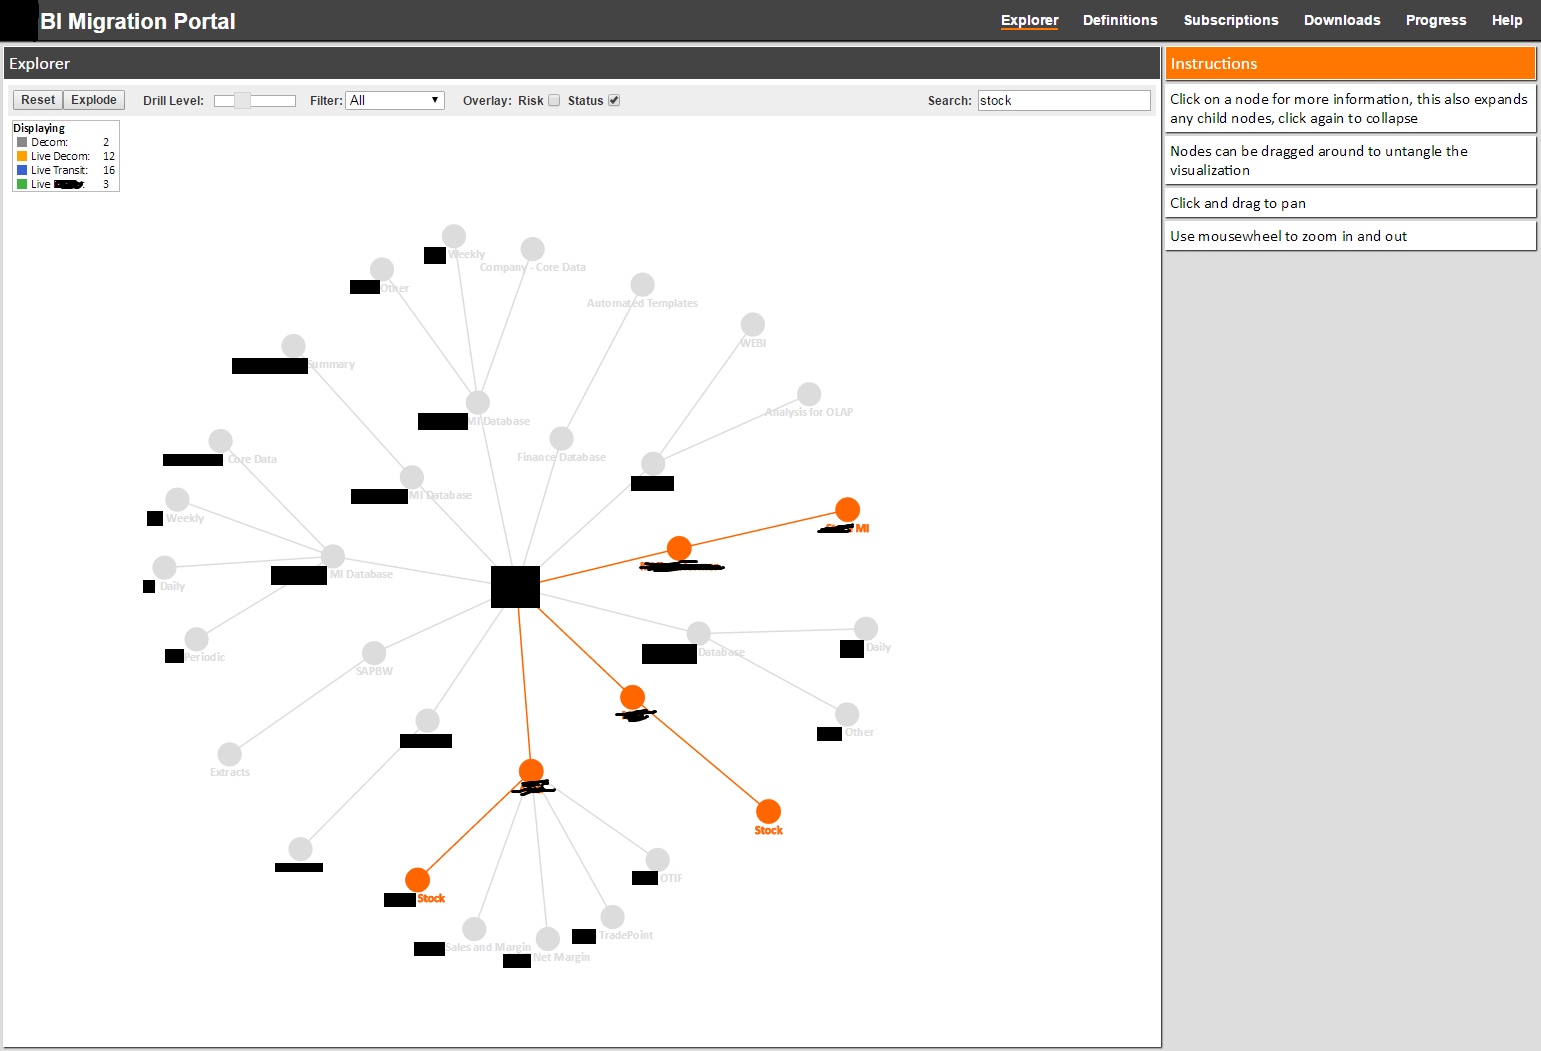 BI Migration Portal
Explorer Definitions Subscriptions Downloads Progress Help
Explorer
Reset Explode Drill Level: Filter: All Overlay: Risk Status Search: stock
Displaying
Decom: 2
Live Decom: 12
Live Transit: 16
Live : 3
Weekly
Company - Core Data
Other
Automated Templates
WEBI
Summary
Analysis for OLAP
MI Database
Finance Database
Core Data
MI Database
Weekly
MI
MI Database
Daily
Database
Daily
Periodic
SAPBW
Other
Extracts
Stock
OTIF
Stock
TradePoint
Sales and Margin
Net Margin
Instructions
Click on a node for more information, this also expands
any child nodes, click again to collapse
Nodes can be dragged around to untangle the
visualization
Click and drag to pan
Use mousewheel to zoom in and out